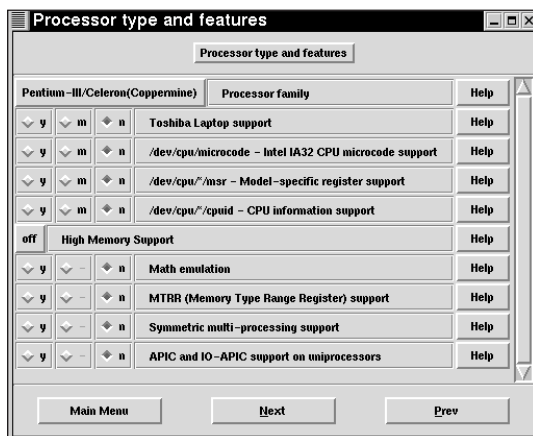 Processor type and features
Processor type and features
Pentium-III/Celeron(Coppermine) Processor family Help
y m n Toshiba Laptop support Help
y m n /dev/cpu/microcode - Intel IA32 CPU microcode support Help
y m n /dev/cpu/*/msr - Model-specific register support Help
y m n /dev/cpu/*/cpuid - CPU information support Help
off High Memory Support Help
y - n Math emulation Help
y - n MTRR (Memory Type Range Register) support Help
y - n Symmetric multi-processing support Help
y - n APIC and IO-APIC support on uniprocessors Help
Main Menu Next Prev